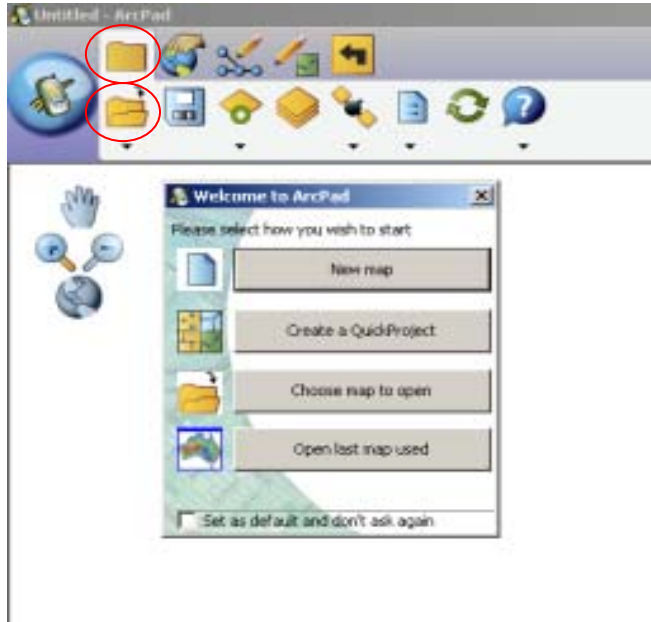 Untitled - ArcPad
Welcome to ArcPad
Please select how you wish to start
New map
Create a QuickProject
Choose map to open
Open last map used
Set as default and don't ask again